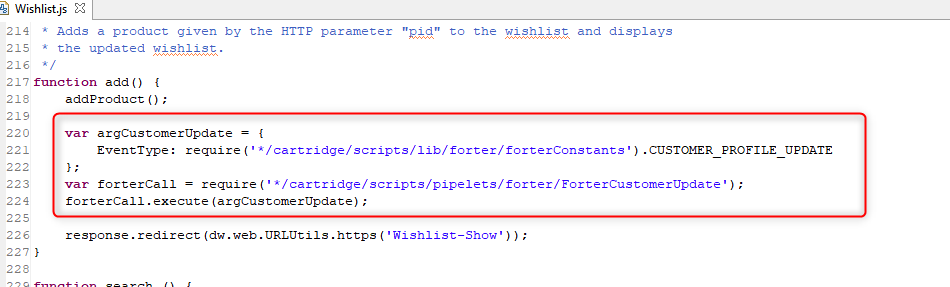 Wishlist.js
214 * Adds a product given by the HTTP parameter "pid" to the wishlist and displays
215 * the updated wishlist.
216 */
217 function add() {
218 addProduct();
219
220 var argCustomerUpdate = {
221 EventType: require('*/cartridge/scripts/lib/forter/forterConstants').CUSTOMER_PROFILE_UPDATE
222 };
223 var forterCall = require('*/cartridge/scripts/pipelets/forter/ForterCustomerUpdate');
224 forterCall.execute(argCustomerUpdate);
225
226 response.redirect(dw.web.URLUtils.https('Wishlist-Show'));
227 }
228
229 function search () {